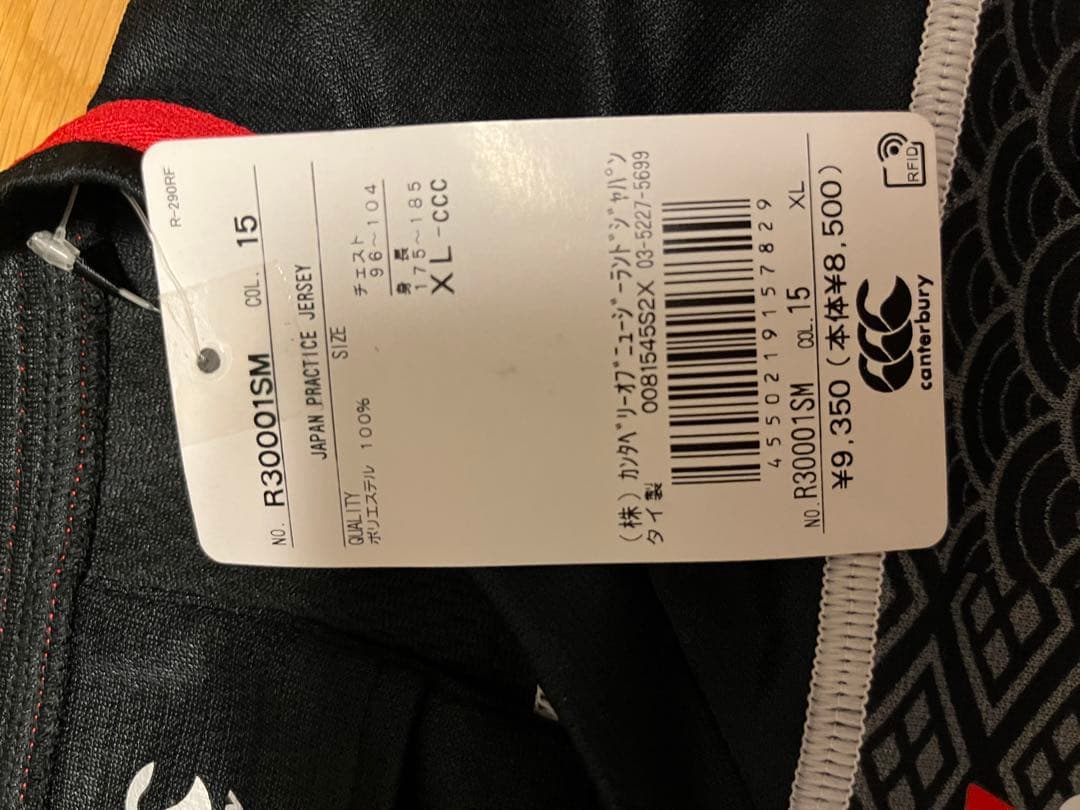 R-290RF
NO. R30001SM COL. 15
JAPAN PRACTICE JERSEY
QUALITY SIZE
ポリエステル 100% チェスト
96～104
身 長
175～185
XL-CCC
(株) ｶﾝﾀﾍﾞﾘｰｵﾌﾞﾆｭｰｼﾞｰﾗﾝﾄﾞｼﾞｬﾊﾟﾝ
タイ製 0081545S2X 03-5227-5699
4550219157829
NO. R30001SM COL. 15 XL
¥9,350(本体¥8,500)
RFID
canterbury